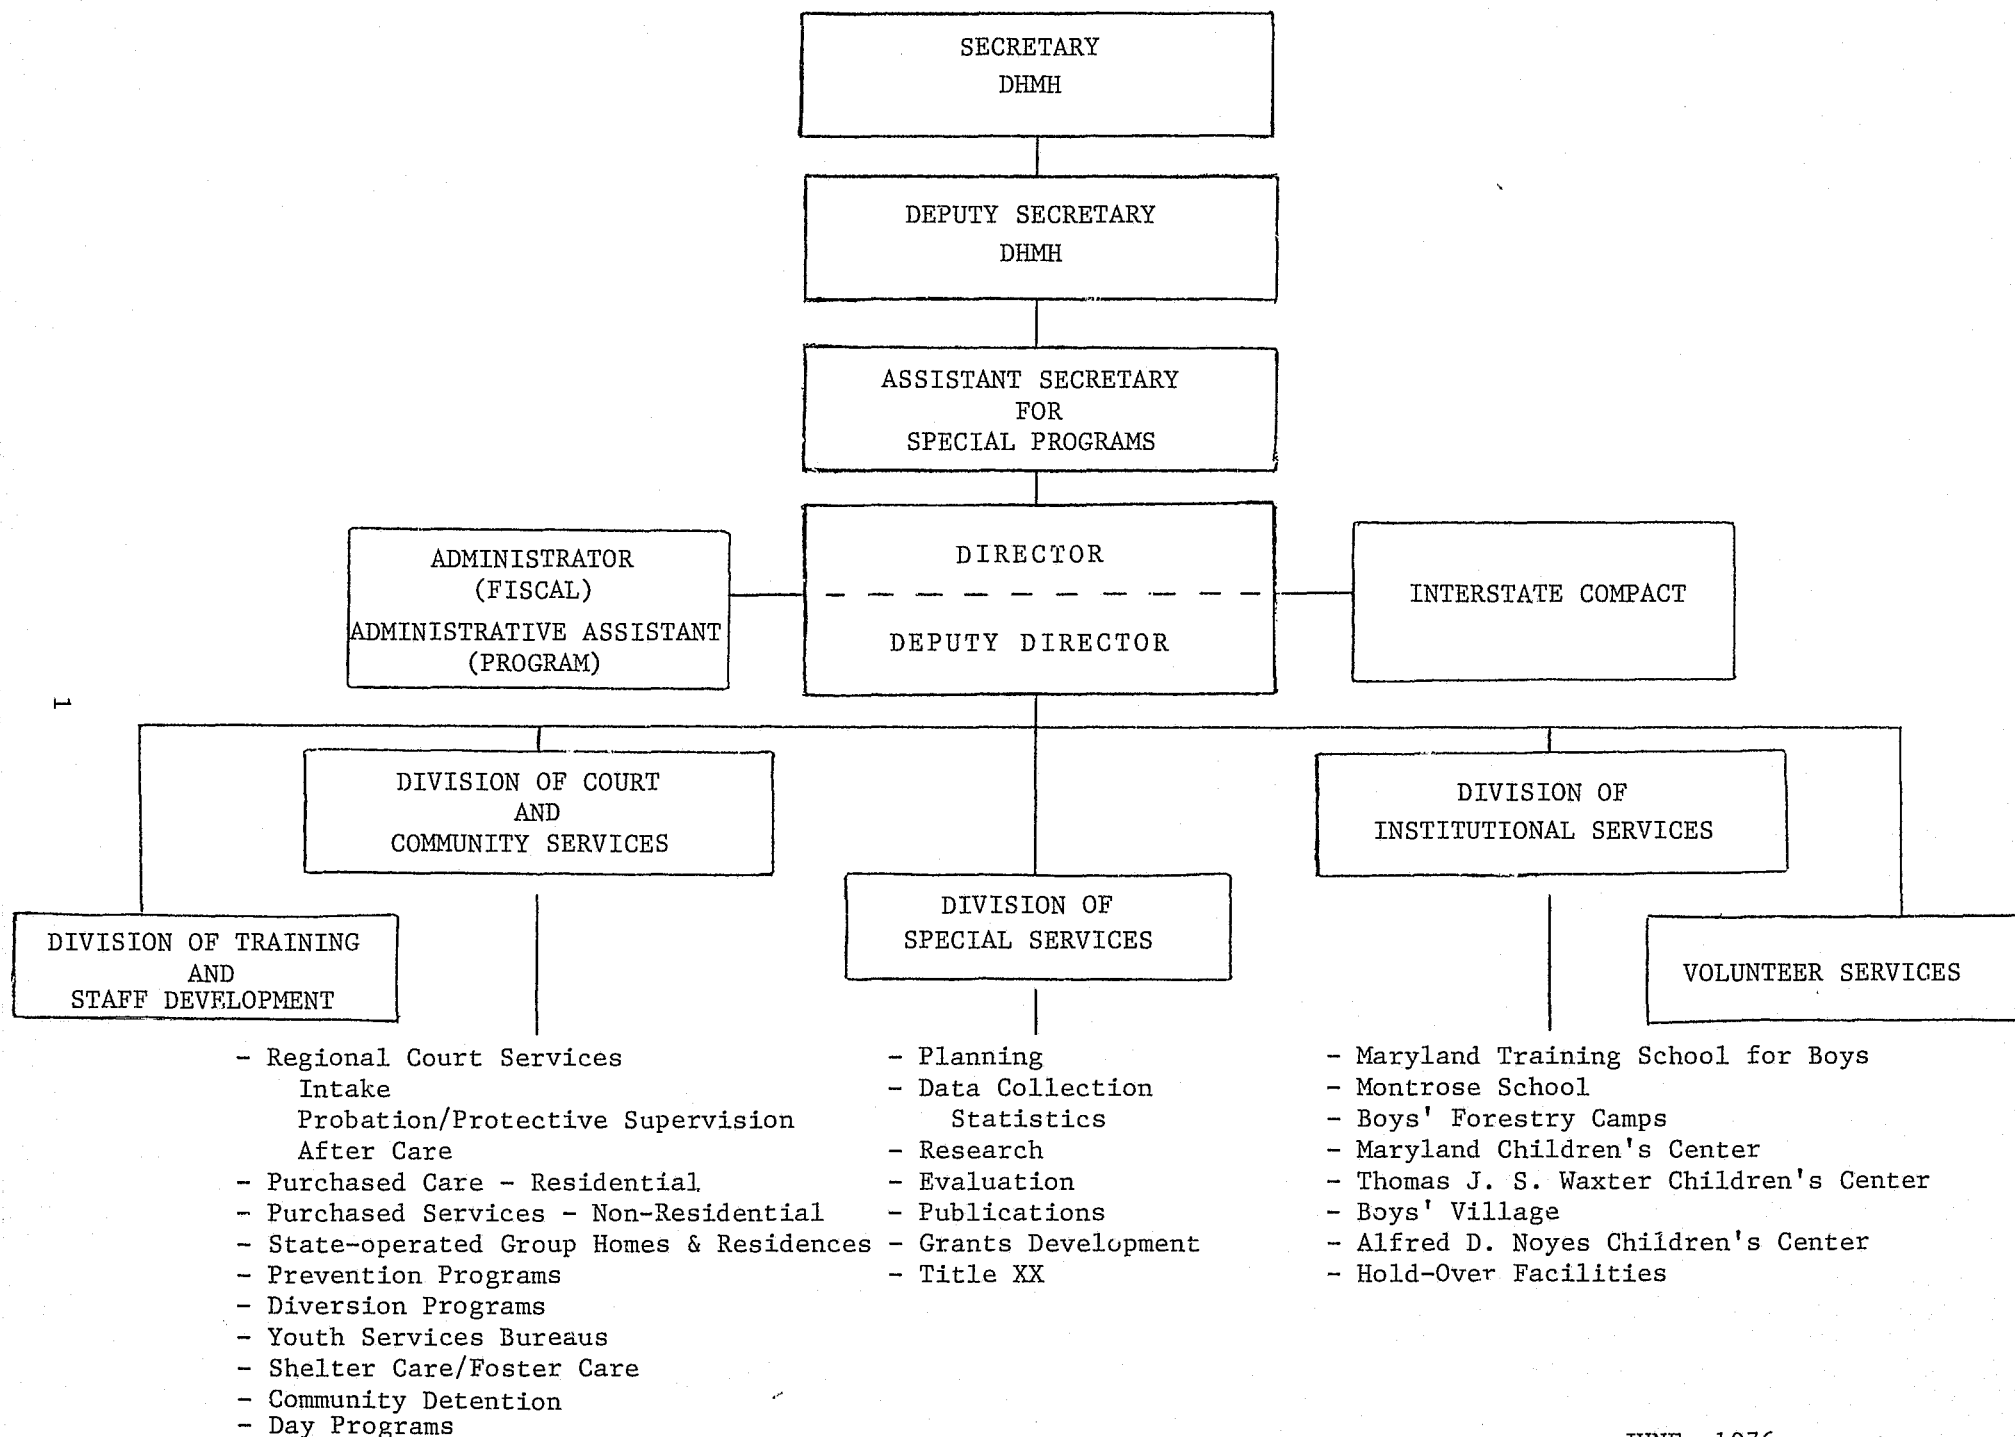 SECRETARY
DHMH
DEPUTY SECRETARY
DHMH
ASSISTANT SECRETARY
FOR
SPECIAL PROGRAMS
ADMINISTRATOR
(FISCAL)
ADMINISTRATIVE ASSISTANT
(PROGRAM)
DIRECTOR
DEPUTY DIRECTOR
INTERSTATE COMPACT
1
DIVISION OF COURT
AND
COMMUNITY SERVICES
DIVISION OF
INSTITUTIONAL SERVICES
DIVISION OF TRAINING
AND
STAFF DEVELOPMENT
DIVISION OF
SPECIAL SERVICES
VOLUNTEER SERVICES
- Regional Court Services
Intake
Probation/Protective Supervision
After Care
- Purchased Care - Residential
- Purchased Services - Non-Residential
- State-operated Group Homes & Residences
- Prevention Programs
- Diversion Programs
- Youth Services Bureaus
- Shelter Care/Foster Care
- Community Detention
- Day Programs
- Planning
- Data Collection
Statistics
- Research
- Evaluation
- Publications
- Grants Development
- Title XX
- Maryland Training School for Boys
- Montrose School
- Boys' Forestry Camps
- Maryland Children's Center
- Thomas J. S. Waxter Children's Center
- Boys' Village
- Alfred D. Noyes Children's Center
- Hold-Over Facilities
JUNE, 1976